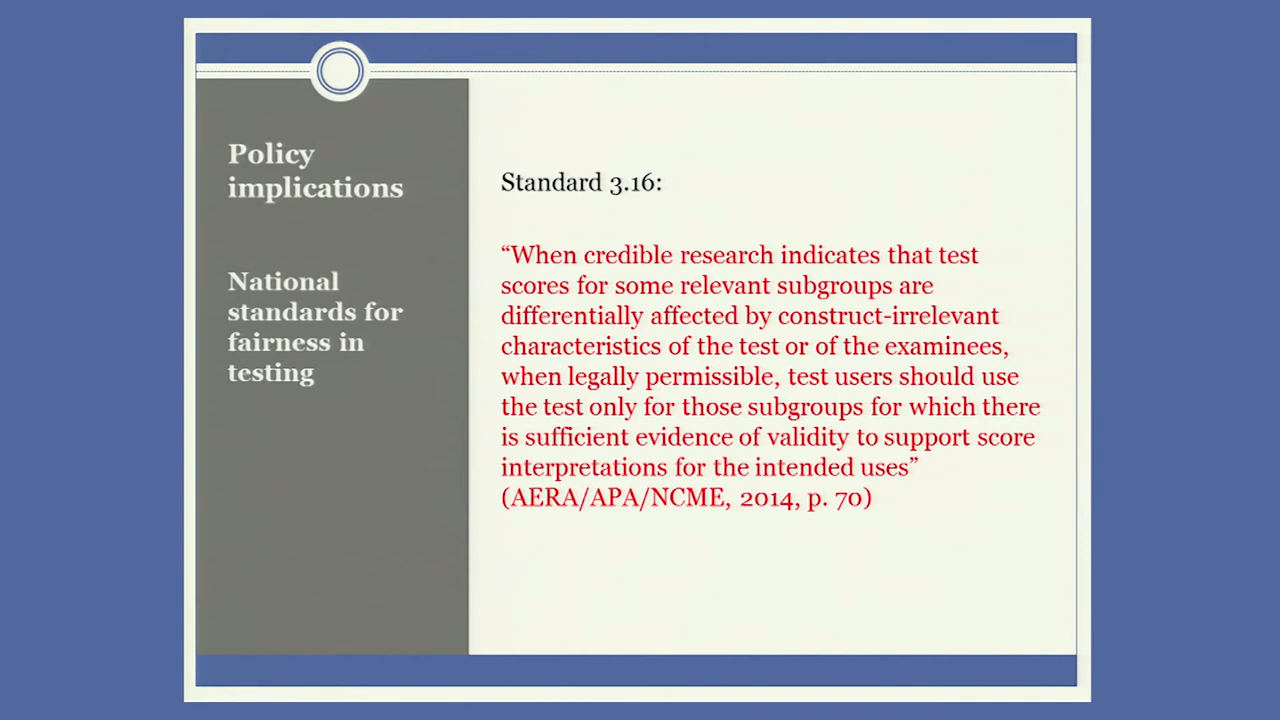 Policy
implications
National
standards for
fairness in
testing
Standard 3.16:
“When credible research indicates that test
scores for some relevant subgroups are
differentially affected by construct-irrelevant
characteristics of the test or of the examinees,
when legally permissible, test users should use
the test only for those subgroups for which there
is sufficient evidence of validity to support score
interpretations for the intended uses”
(AERA/APA/NCME, 2014, p. 70)